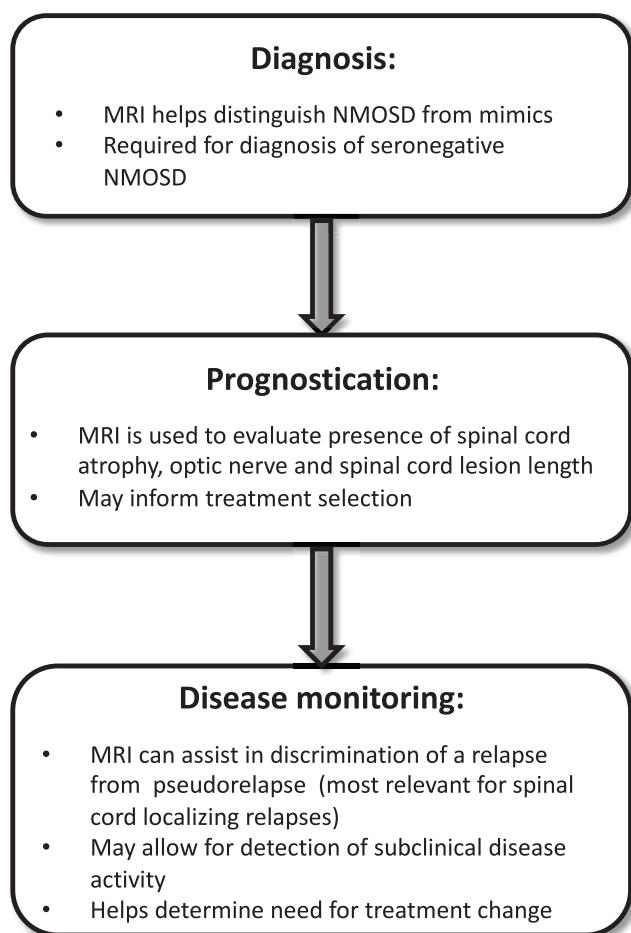 Diagnosis:
• MRI helps distinguish NMOSD from mimics
• Required for diagnosis of seronegative
NMOSD
Prognostication:
• MRI is used to evaluate presence of spinal cord
atrophy, optic nerve and spinal cord lesion length
• May inform treatment selection
Disease monitoring:
• MRI can assist in discrimination of a relapse
from pseudorelapse (most relevant for spinal
cord localizing relapses)
• May allow for detection of subclinical disease
activity
• Helps determine need for treatment change